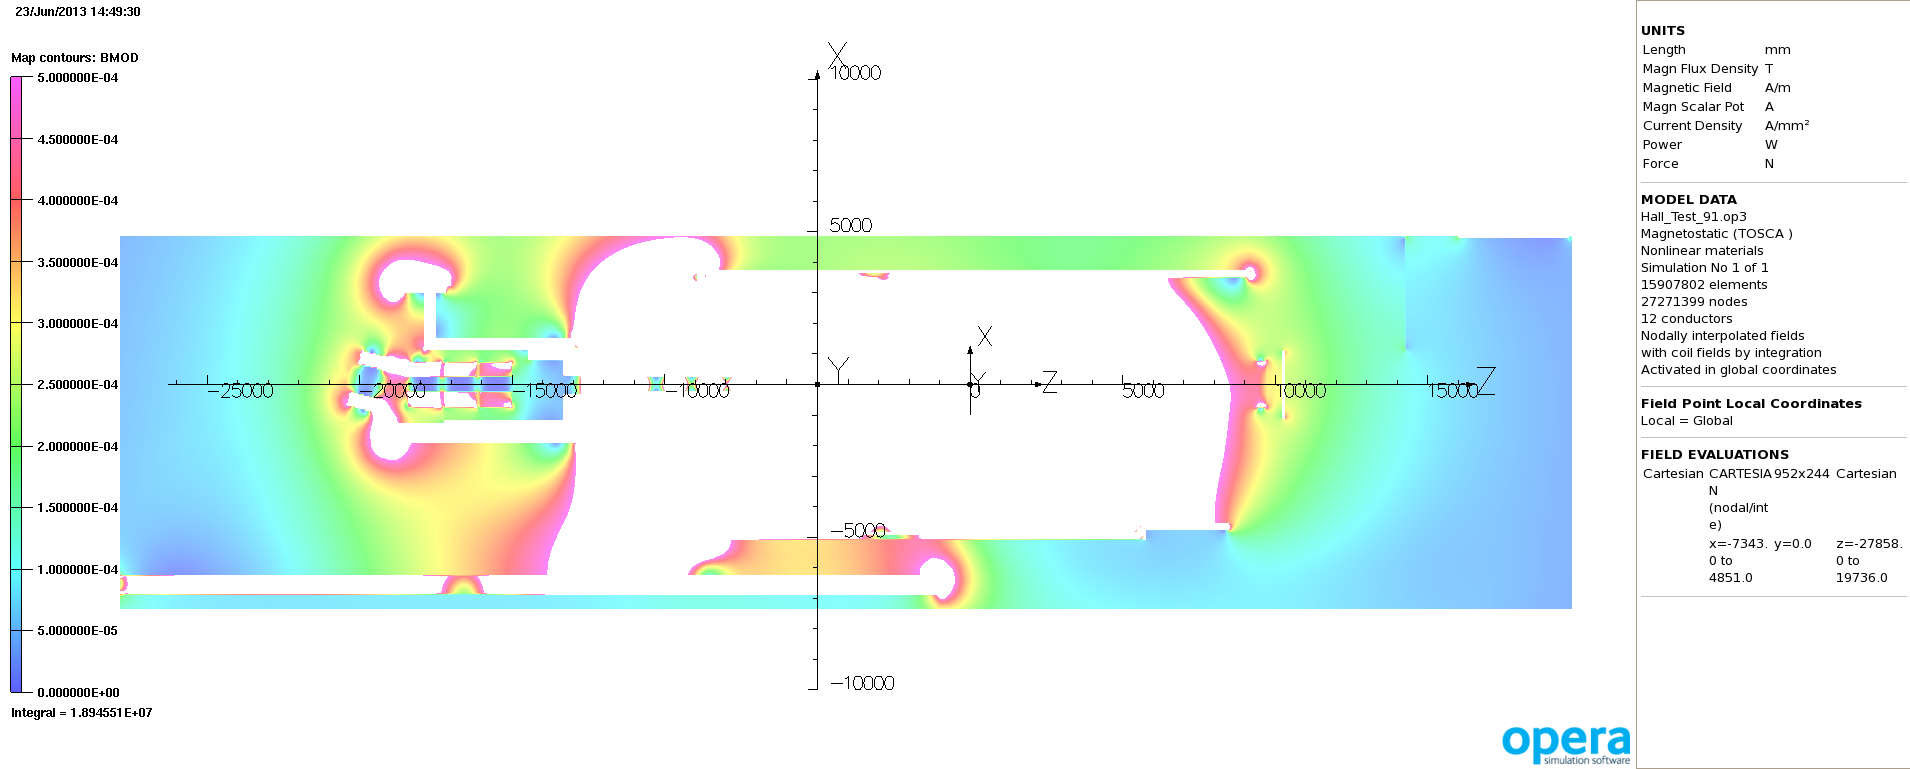 23/Jun/2013 14:49:30
Map contours: BMOD
5.000000E-04
4.500000E-04
4.000000E-04
3.500000E-04
3.000000E-04
2.500000E-04
2.000000E-04
1.500000E-04
1.000000E-04
5.000000E-05
0.000000E+00
Integral = 1.894551E+07
X
10000
5000
X
Y
Z
Y
Z
-25000
-20000
-15000
-10000
0
5000
10000
15000
-5000
-10000
UNITS
Length mm
Magn Flux Density T
Magnetic Field A/m
Magn Scalar Pot A
Current Density A/mm²
Power W
Force N
MODEL DATA
Hall_Test_91.op3
Magnetostatic (TOSCA )
Nonlinear materials
Simulation No 1 of 1
15907802 elements
27271399 nodes
12 conductors
Nodally interpolated fields
with coil fields by integration
Activated in global coordinates
Field Point Local Coordinates
Local = Global
FIELD EVALUATIONS
Cartesian CARTESIA 952x244 Cartesian
N
(nodal/int
e)
x=-7343. y=0.0 z=-27858.
0 to 0 to
4851.0 19736.0
opera
simulation software